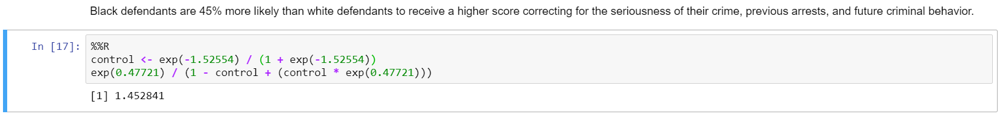 Black defendants are 45% more likely than white defendants to receive a higher score correcting for the seriousness of their crime, previous arrests, and future criminal behavior.
In [17]: %%R
control <- exp(-1.52554) / (1 + exp(-1.52554))
exp(0.47721) / (1 - control + (control * exp(0.47721)))
[1] 1.452841